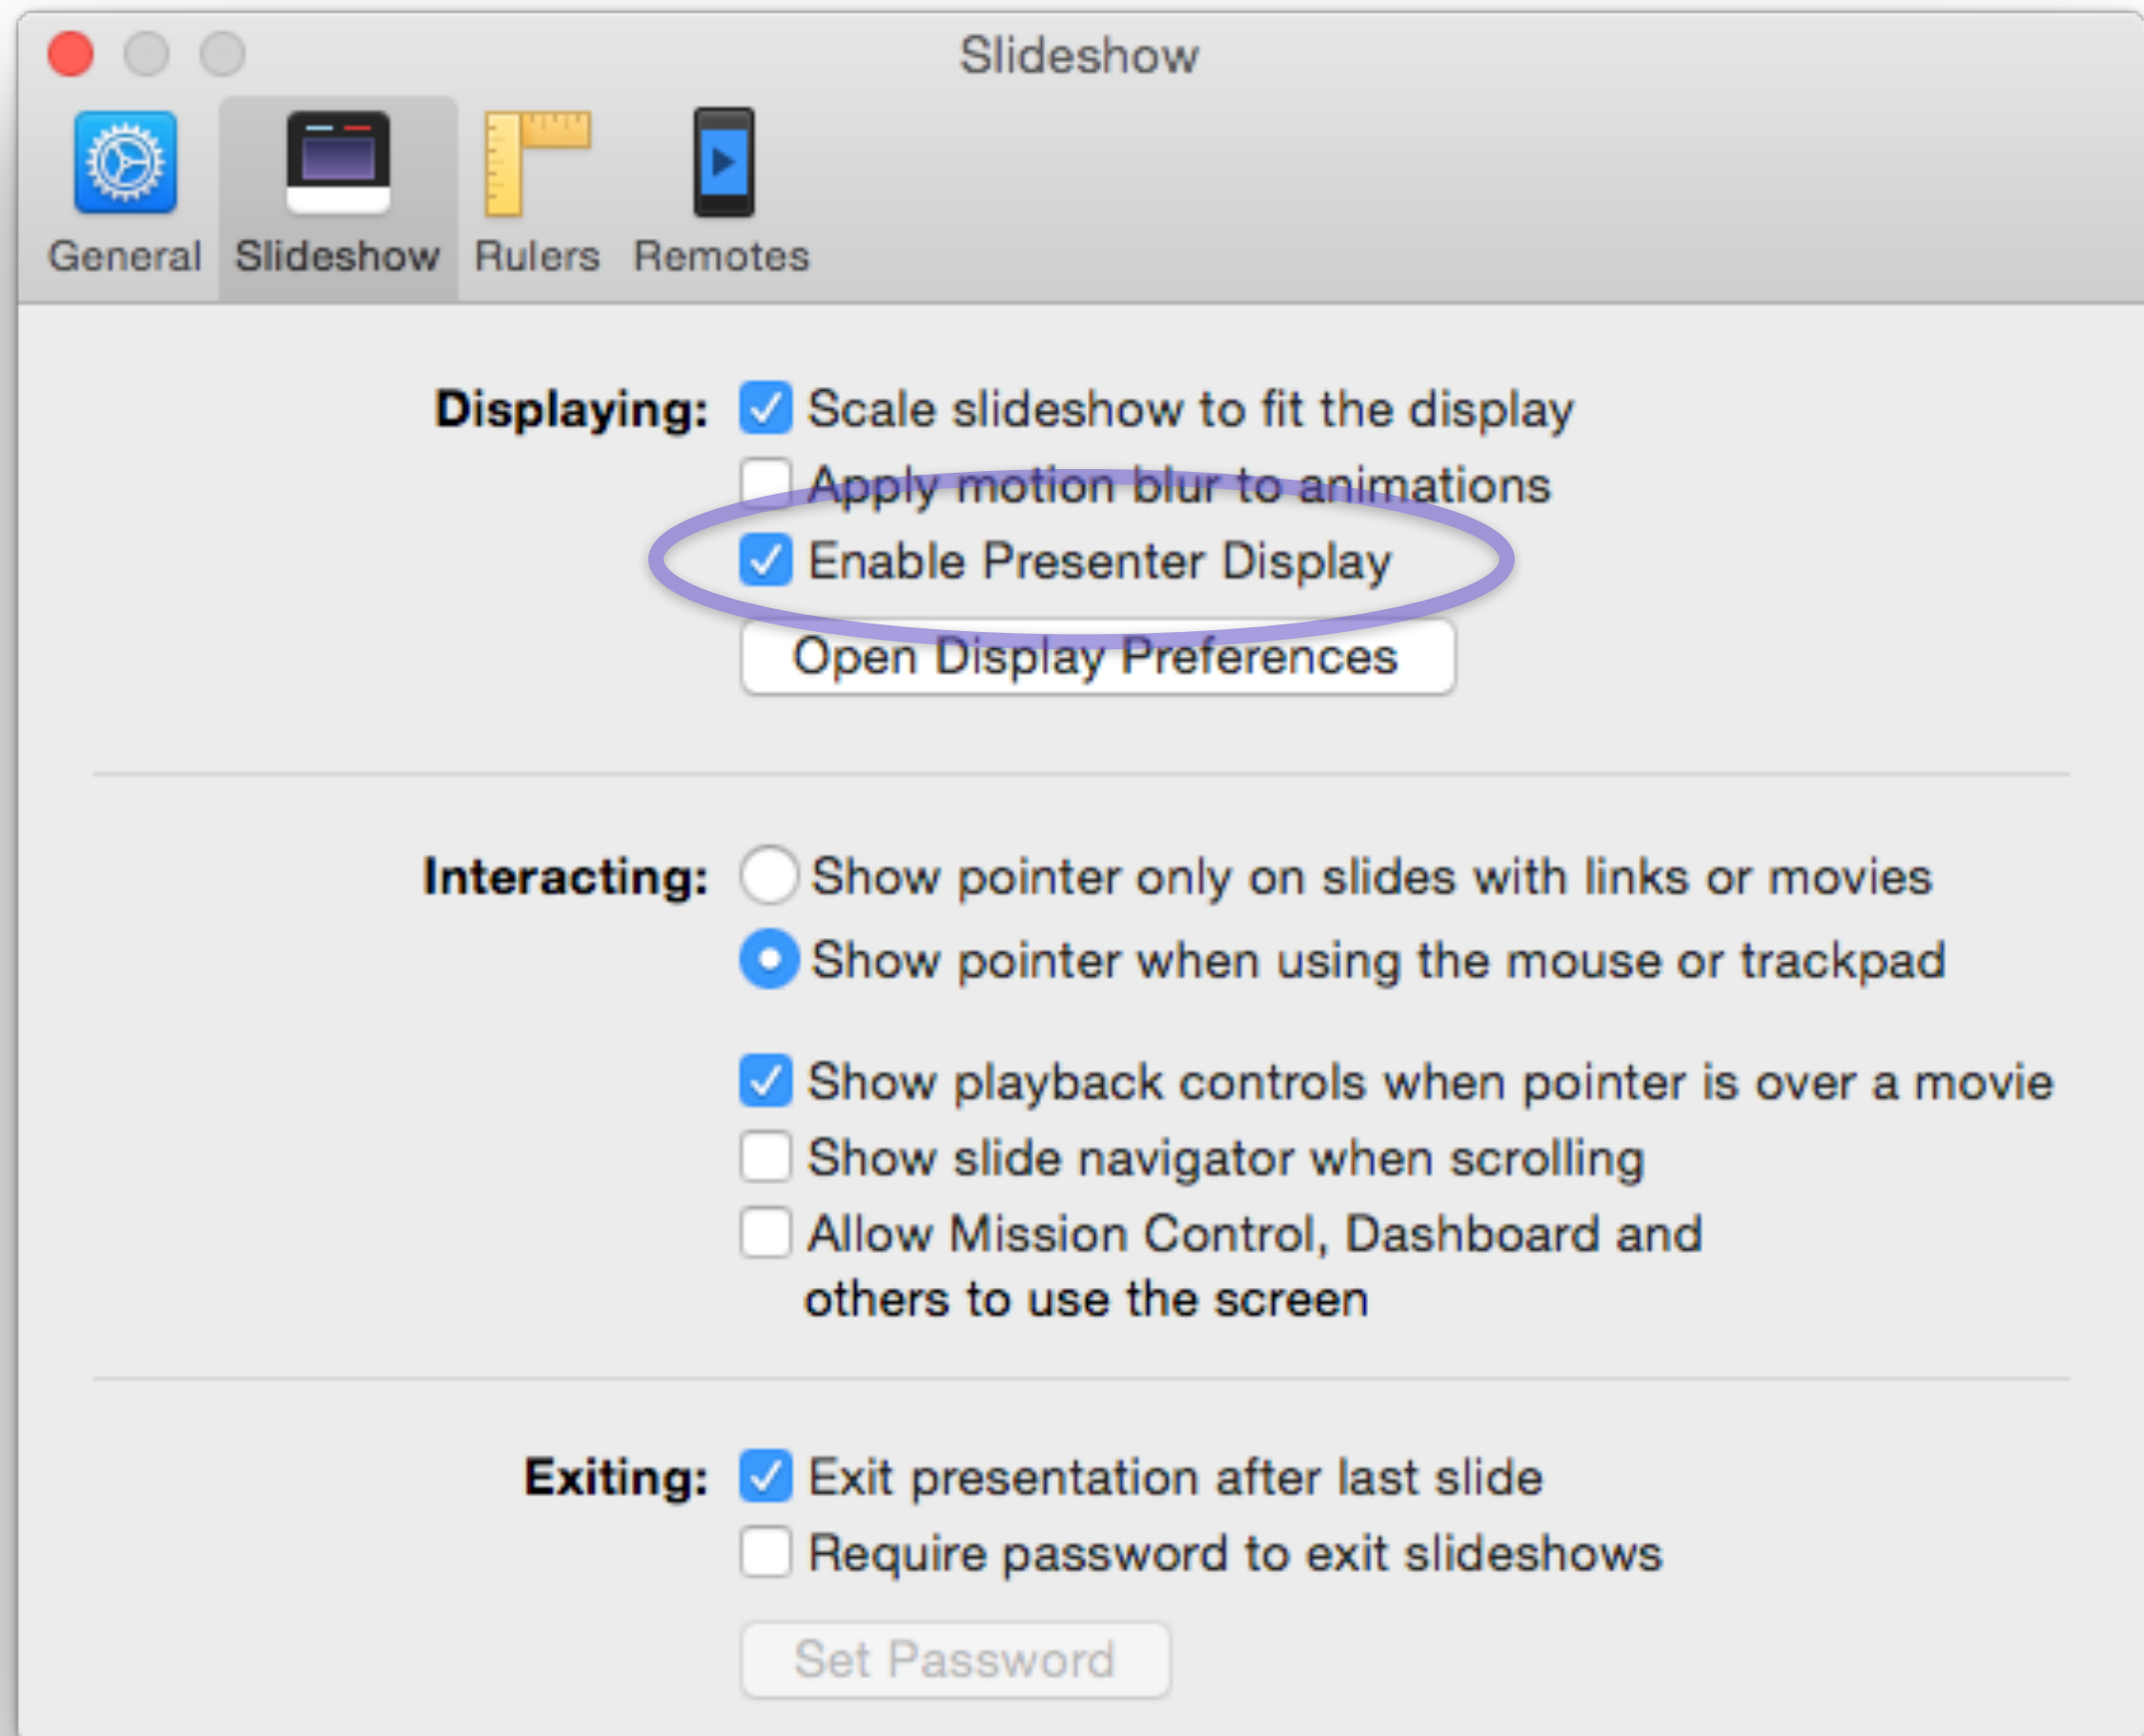 Slideshow
General Slideshow Rulers Remotes
Displaying: Scale slideshow to fit the display
Apply motion blur to animations
Enable Presenter Display
Open Display Preferences
Interacting: Show pointer only on slides with links or movies
Show pointer when using the mouse or trackpad
Show playback controls when pointer is over a movie
Show slide navigator when scrolling
Allow Mission Control, Dashboard and
others to use the screen
Exiting: Exit presentation after last slide
Require password to exit slideshows
Set Password